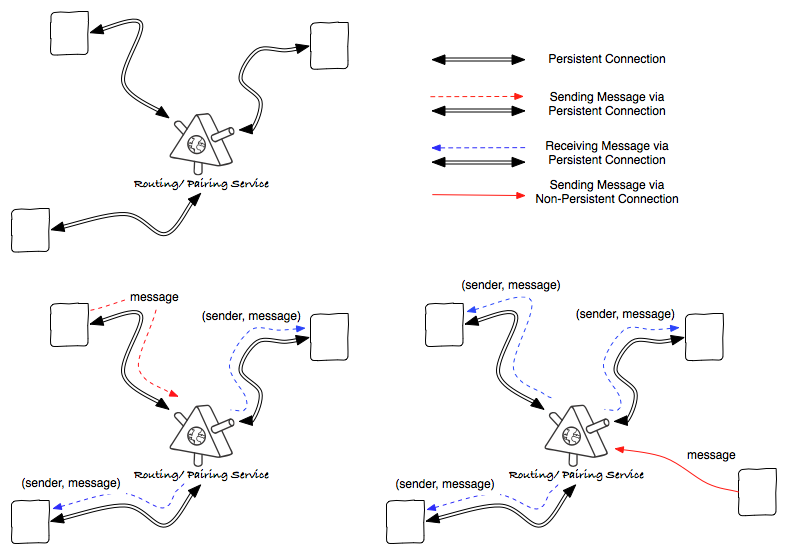 Persistent Connection
Sending Message via
Persistent Connection
Receiving Message via
Persistent Connection
Sending Message via
Non-Persistent Connection
Routing/ Pairing Service
message
(sender, message)
(sender, message)
Routing/ Pairing Service
(sender, message)
(sender, message)
message
Routing/ Pairing Service
(sender, message)